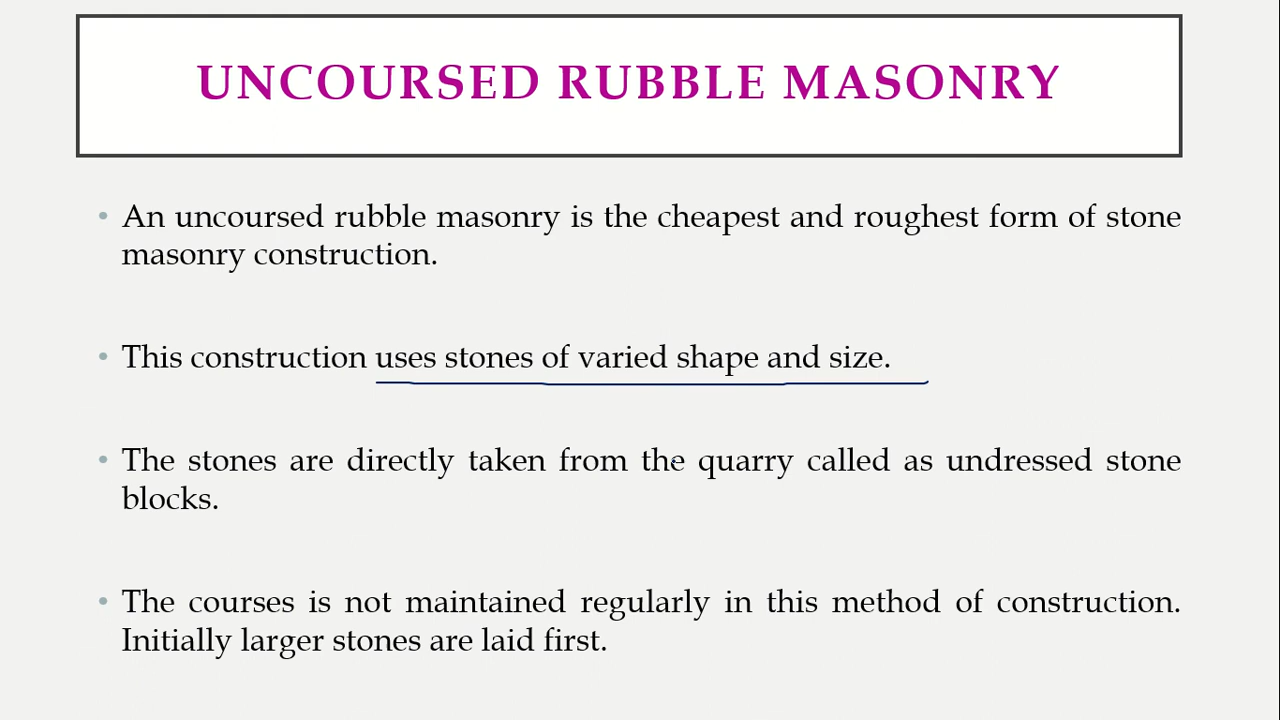 UNCOURSED RUBBLE MASONRY
• An uncoursed rubble masonry is the cheapest and roughest form of stone
masonry construction.
• This construction uses stones of varied shape and size.
• The stones are directly taken from the quarry called as undressed stone
blocks.
• The courses is not maintained regularly in this method of construction.
Initially larger stones are laid first.